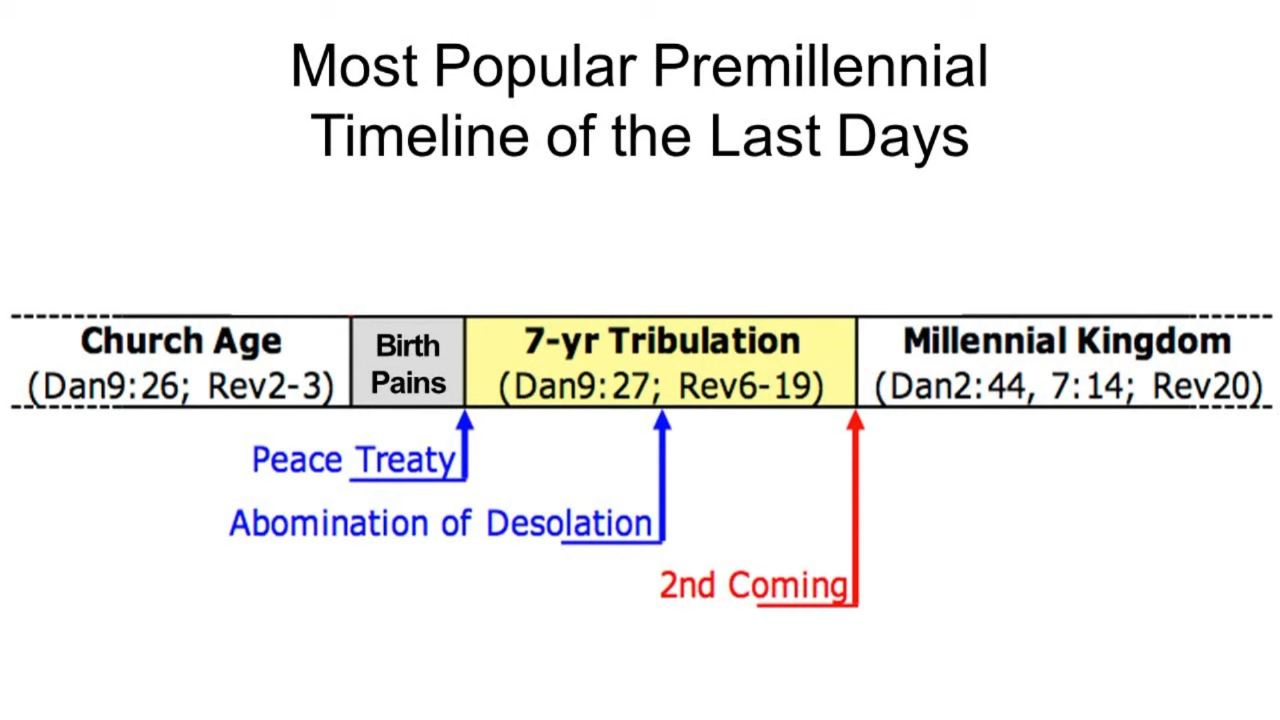 Most Popular Premillennial
Timeline of the Last Days
Church Age
(Dan9:26; Rev2-3)
Birth
Pains
7-yr Tribulation
(Dan9:27; Rev6-19)
Millennial Kingdom
(Dan2:44, 7:14; Rev20)
Peace Treaty
Abomination of Desolation
2nd Coming